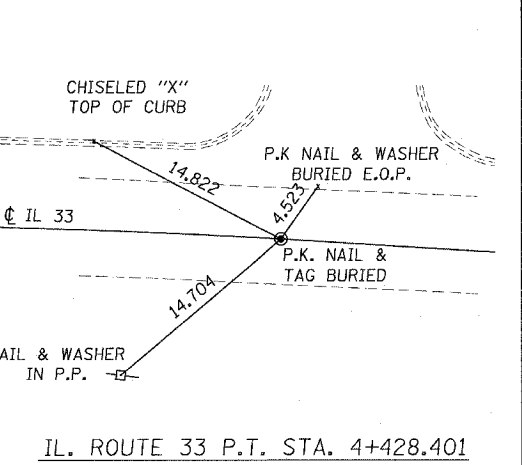 CHISELED "X"
TOP OF CURB
P.K NAIL & WASHER
BURIED E.O.P.
14.822
4.523
℄ IL 33
P.K. NAIL &
TAG BURIED
14.704
AIL & WASHER
IN P.P.
IL. ROUTE 33 P.T. STA. 4+428.401